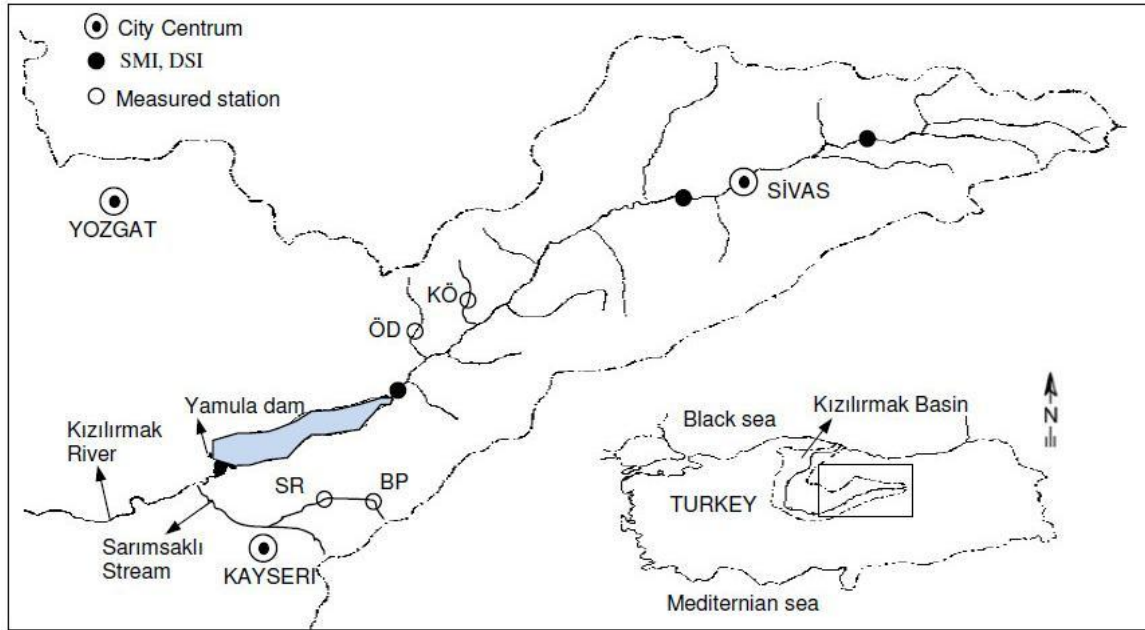 City Centrum
SMI, DSI
Measured station
YOZGAT
SİVAS
KÖ
ÖD
Yamula dam
Kızılırmak
River
SR
BP
Sarımsaklı
Stream
KAYSERI
Black sea
Kızılırmak Basin
N
TURKEY
Mediternian sea